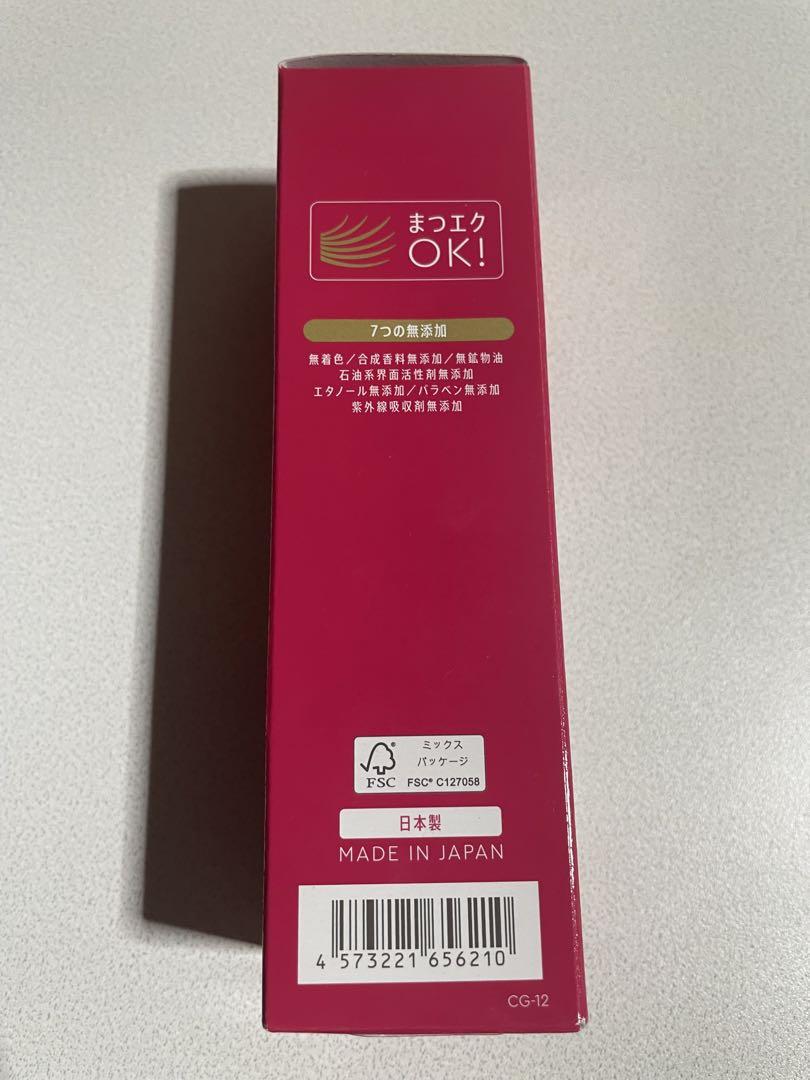 まつエク
OK!
7つの無添加
無着色/合成香料無添加/無鉱物油
石油系界面活性剤無添加
エタノール無添加/パラベン無添加
紫外線吸収剤無添加
ミックス
パッケージ
FSC
FSC® C127058
日本製
MADE IN JAPAN
4 573221 656210
CG-12